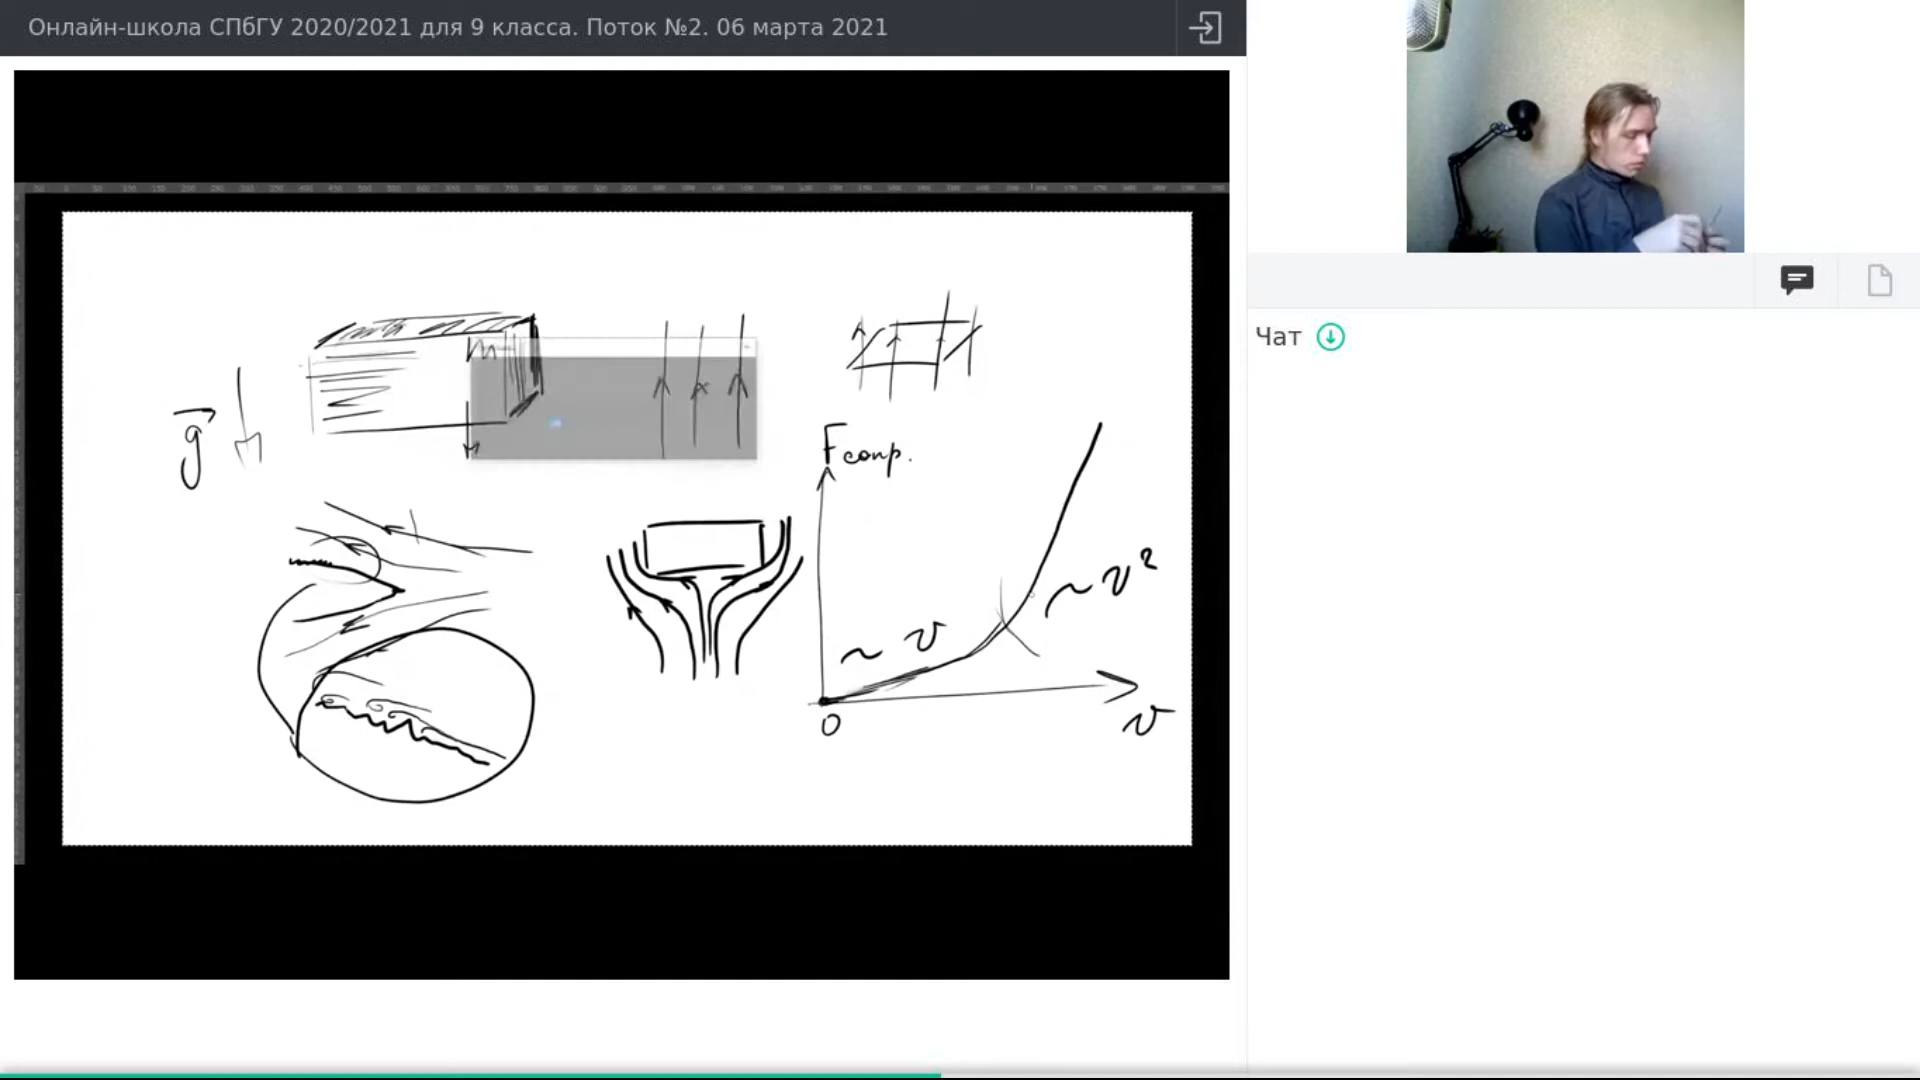 Онлайн-школа СПбГУ 2020/2021 для 9 класса. Поток №2. 06 марта 2021
Чат
m
g
Fсопр.
~ v²
~ v
0
v